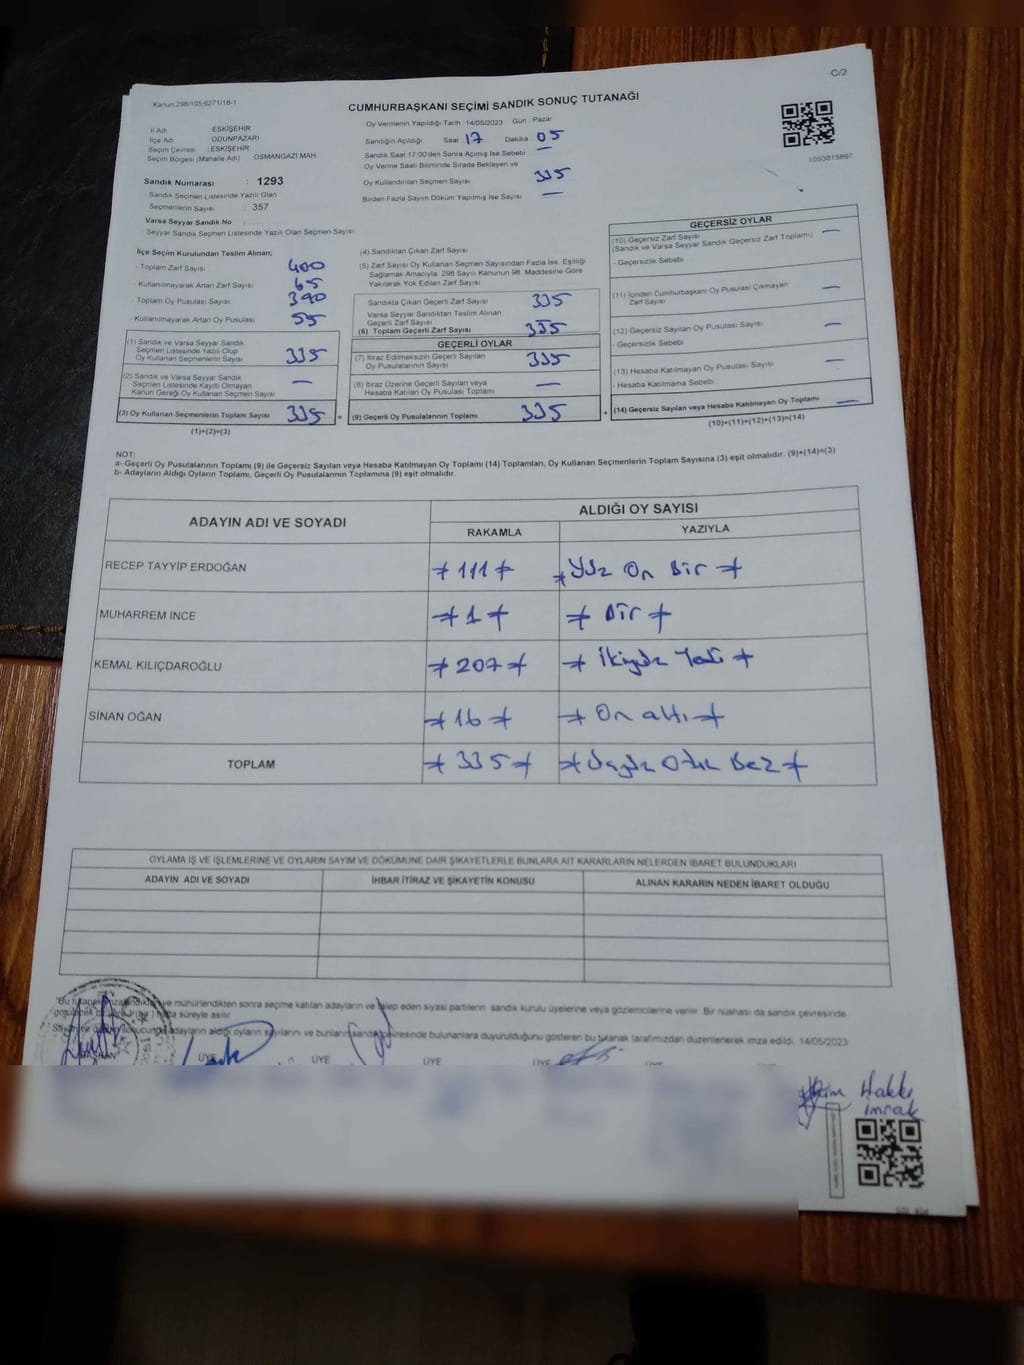 C/2
Kanun:298/105;6271/18-1
CUMHURBAŞKANI SEÇİMİ SANDIK SONUÇ TUTANAĞI
İl Adı : ESKİŞEHİR
İlçe Adı : ODUNPAZARI
Seçim Çevresi : ESKİŞEHİR
Seçim Bölgesi (Mahalle Adı) : OSMANGAZİ MAH
Sandık Numarası : 1293
Sandık Seçmen Listesinde Yazılı Olan
Seçmenlerin Sayısı : 357
Varsa Seyyar Sandık No :
Seyyar Sandık Seçmen Listesinde Yazılı Olan Seçmen Sayısı:
Oy Vermenin Yapıldığı Tarih :14/05/2023 Gün : Pazar
Sandığın Açıldığı Saat 17 Dakika 05
Sandık Saat 17:00'den Sonra Açılmış İse Sebebi —
Oy Verme Saati Bitiminde Sırada Bekleyen ve
Oy Kullandırılan Seçmen Sayısı 335
Birden Fazla Sayım Döküm Yapılmış İse Sayısı —
1093815897
İlçe Seçim Kurulundan Teslim Alınan;
Toplam Zarf Sayısı 400
Kullanılmayarak Artan Zarf Sayısı 65
Toplam Oy Pusulası Sayısı 390
Kullanılmayarak Artan Oy Pusulası 55
(1) Sandık ve Varsa Seyyar Sandık
Seçmen Listesinde Yazılı Olup
Oy Kullanan Seçmenlerin Sayısı 335
(2) Sandık ve Varsa Seyyar Sandık
Seçmen Listesinde Kayıtlı Olmayan
Kanun Gereği Oy Kullanan Seçmen Sayısı —
(3) Oy Kullanan Seçmenlerin Toplam Sayısı 335 =
(1)+(2)=(3)
(4) Sandıktan Çıkan Zarf Sayısı
(5) Zarf Sayısı Oy Kullanan Seçmen Sayısından Fazla İse, Eşitliği
Sağlamak Amacıyla, 298 Sayılı Kanunun 98. Maddesine Göre
Yakılarak Yok Edilen Zarf Sayısı
Sandıkta Çıkan Geçerli Zarf Sayısı 335
Varsa Seyyar Sandıktan Teslim Alınan
Geçerli Zarf Sayısı
(6) Toplam Geçerli Zarf Sayısı 335
GEÇERLİ OYLAR
(7) İtiraz Edilmeksizin Geçerli Sayılan
Oy Pusulalarının Sayısı 335
(8) İtiraz Üzerine Geçerli Sayılan veya
Hesaba Katılan Oy Pusulası Toplamı —
(9) Geçerli Oy Pusulalarının Toplamı 335 +
GEÇERSİZ OYLAR
(10) Geçersiz Zarf Sayısı —
(Sandık ve Varsa Seyyar Sandık Geçersiz Zarf Toplamı)
Geçersizlik Sebebi
(11) İçinden Cumhurbaşkanı Oy Pusulası Çıkmayan —
Zarf Sayısı
(12) Geçersiz Sayılan Oy Pusulası Sayısı —
Geçersizlik Sebebi
(13) Hesaba Katılmayan Oy Pusulası Sayısı —
Hesaba Katılmama Sebebi
(14) Geçersiz Sayılan veya Hesaba Katılmayan Oy Toplamı —
(10)+(11)+(12)+(13)=(14)
NOT:
a- Geçerli Oy Pusulalarının Toplamı (9) ile Geçersiz Sayılan veya Hesaba Katılmayan Oy Toplamı (14) Toplamları, Oy Kullanan Seçmenlerin Toplam Sayısına (3) eşit olmalıdır. (9)+(14)=(3)
b- Adayların Aldığı Oyların Toplamı, Geçerli Oy Pusulalarının Toplamına (9) eşit olmalıdır.
ADAYIN ADI VE SOYADI
ALDIĞI OY SAYISI
RAKAMLA YAZIYLA
RECEP TAYYİP ERDOĞAN 111 Yüz On Bir
MUHARREM İNCE 1 Bir
KEMAL KILIÇDAROĞLU 207 İkiyüz Yedi
SİNAN OĞAN 16 On altı
TOPLAM 335 Üçyüz Otuz Beş
OYLAMA İŞ VE İŞLEMLERİNE VE OYLARIN SAYIM VE DÖKÜMÜNE DAİR ŞİKAYETLERLE BUNLARA AİT KARARLARIN NELERDEN İBARET BULUNDUKLARI
ADAYIN ADI VE SOYADI İHBAR İTİRAZ VE ŞİKAYETİN KONUSU ALINAN KARARIN NEDEN İBARET OLDUĞU
mühürlendikten sonra seçime katılan adayların ve talep eden siyasi partilerin sandık kurulu üyelerine veya gözlemcilerine verilir. Bir nüshası da sandık çevresinde
hafta süreyle asılır
adayların aldığı oyların sayılarını ve bunların sandık çevresinde bulunanlara duyurulduğunu gösteren bu tutanak tarafımızdan düzenlenerek imza edildi. 14/05/2023
BAŞKAN ÜYE ÜYE ÜYE ÜYE
Hakkı
imrak